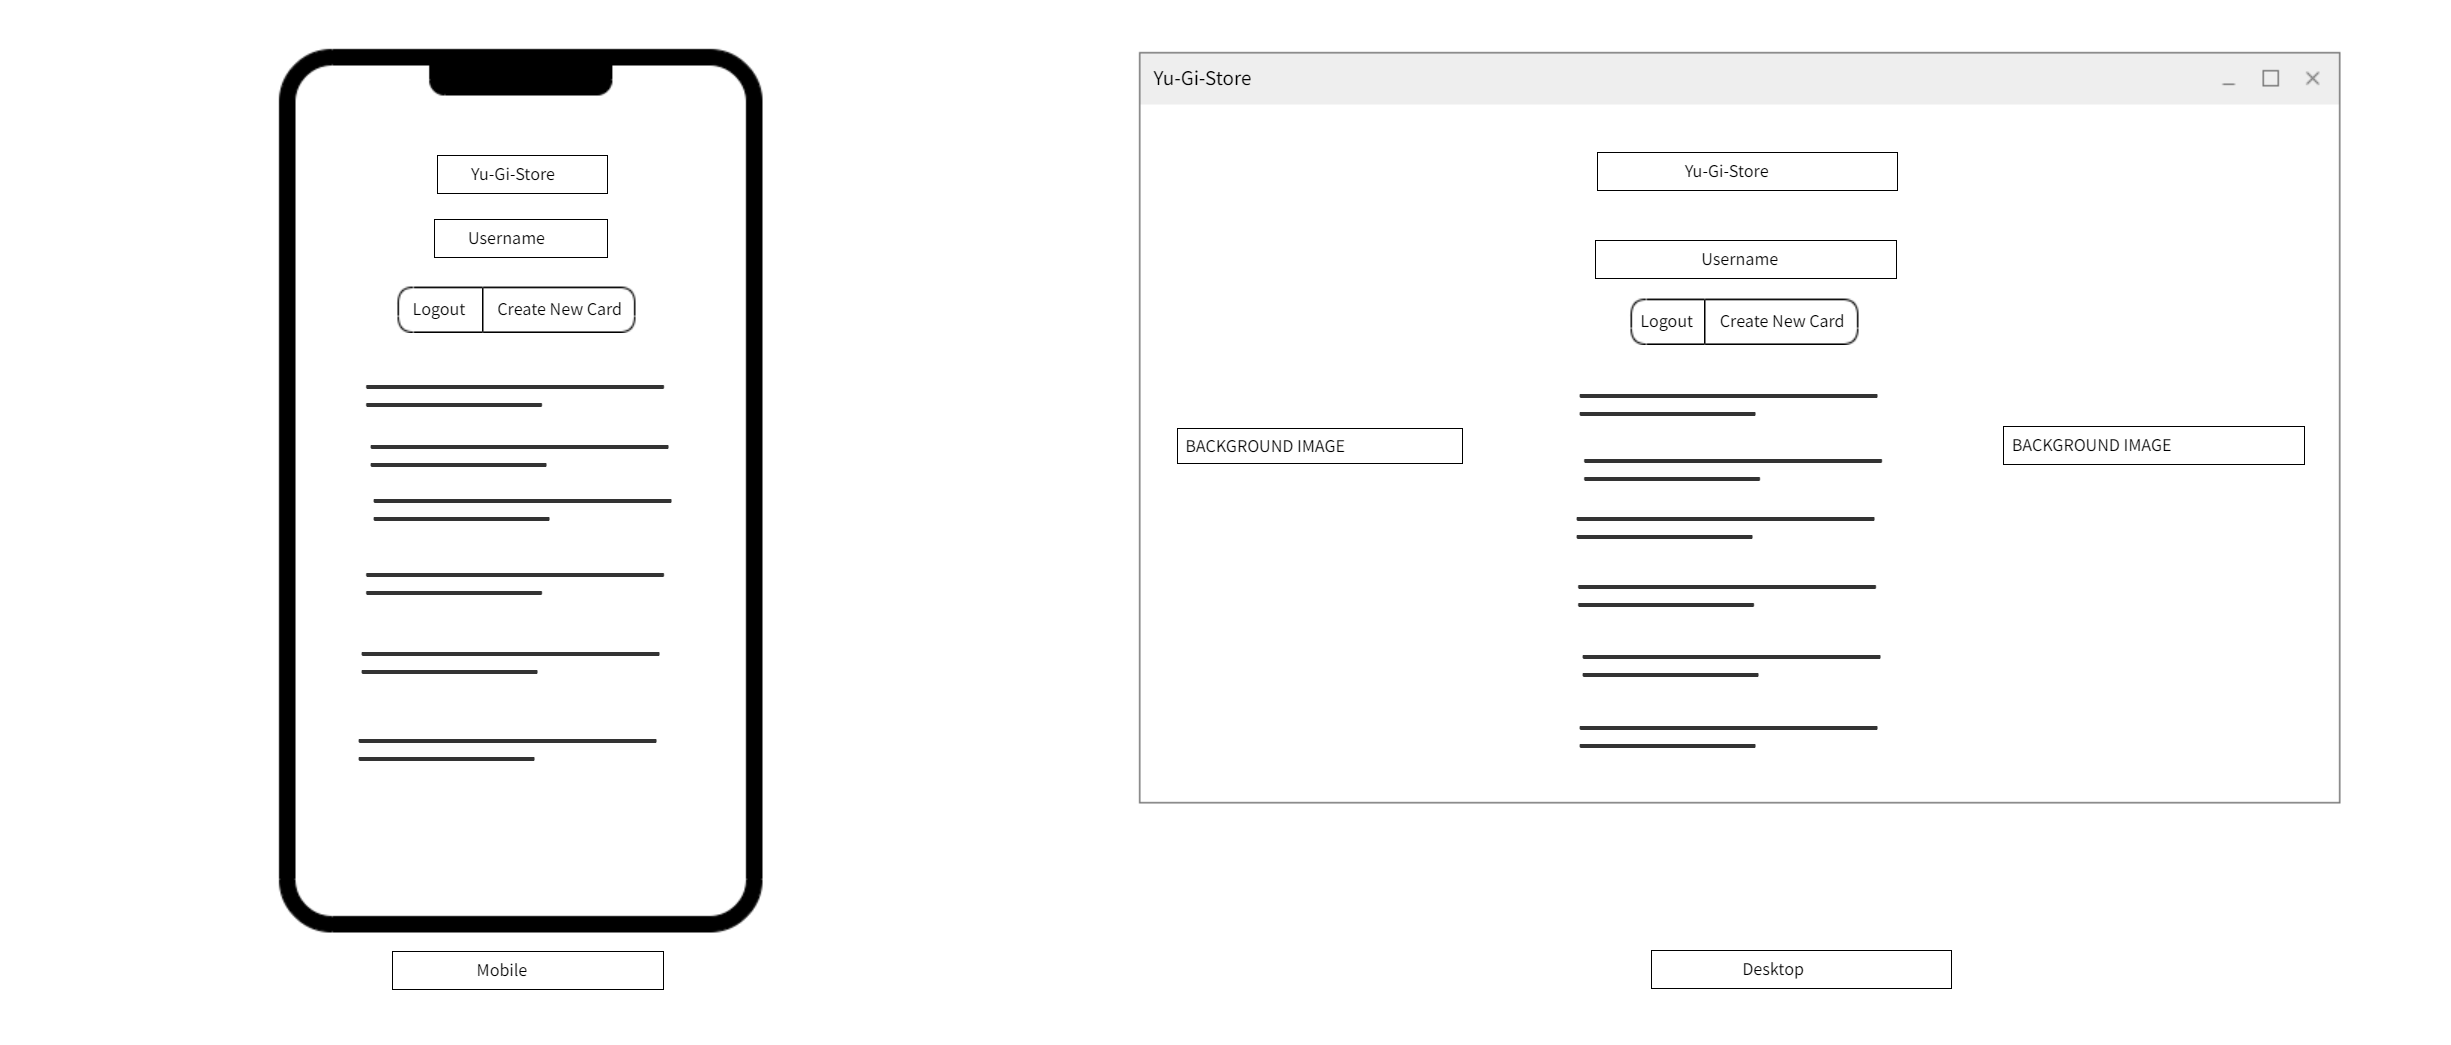 Yu-Gi-Store
Username
Logout
Create New Card
Mobile
Yu-Gi-Store
Yu-Gi-Store
Username
Logout
Create New Card
BACKGROUND IMAGE
BACKGROUND IMAGE
Desktop